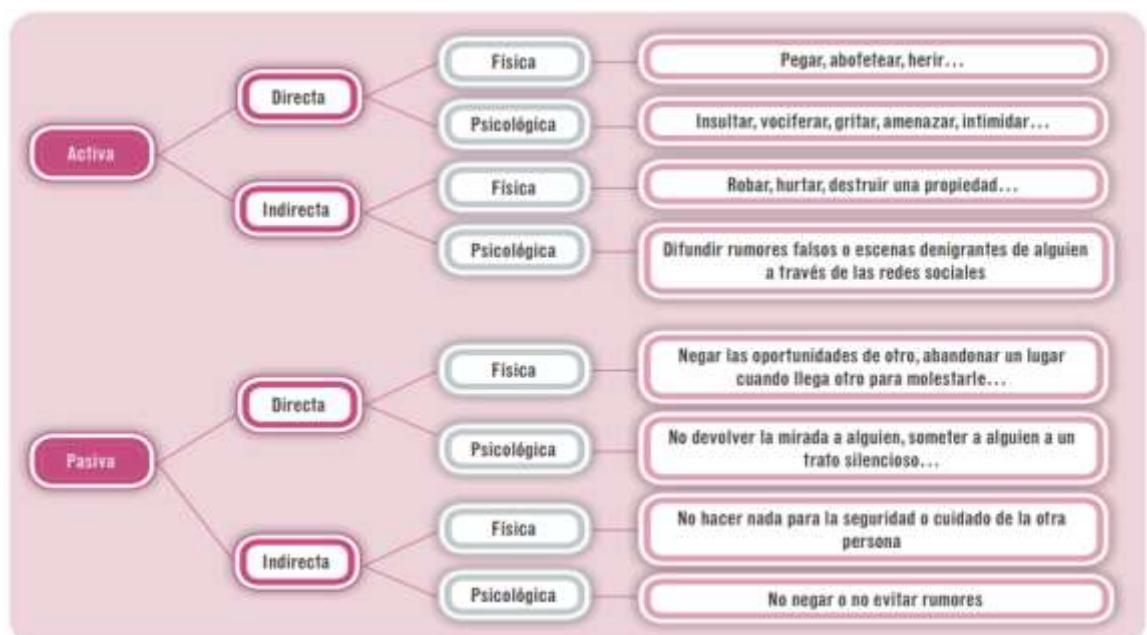 Activa
Directa
Física
Pegar, abofetear, herir...
Psicológica
Insultar, vociferar, gritar, amenazar, intimidar...
Indirecta
Física
Robar, hurtar, destruir una propiedad...
Psicológica
Difundir rumores falsos o escenas denigrantes de alguien
a través de las redes sociales
Pasiva
Directa
Física
Negar las oportunidades de otro, abandonar un lugar
cuando llega otro para molestarle...
Psicológica
No devolver la mirada a alguien, someter a alguien a un
trato silencioso...
Indirecta
Física
No hacer nada para la seguridad o cuidado de la otra
persona
Psicológica
No negar o no evitar rumores